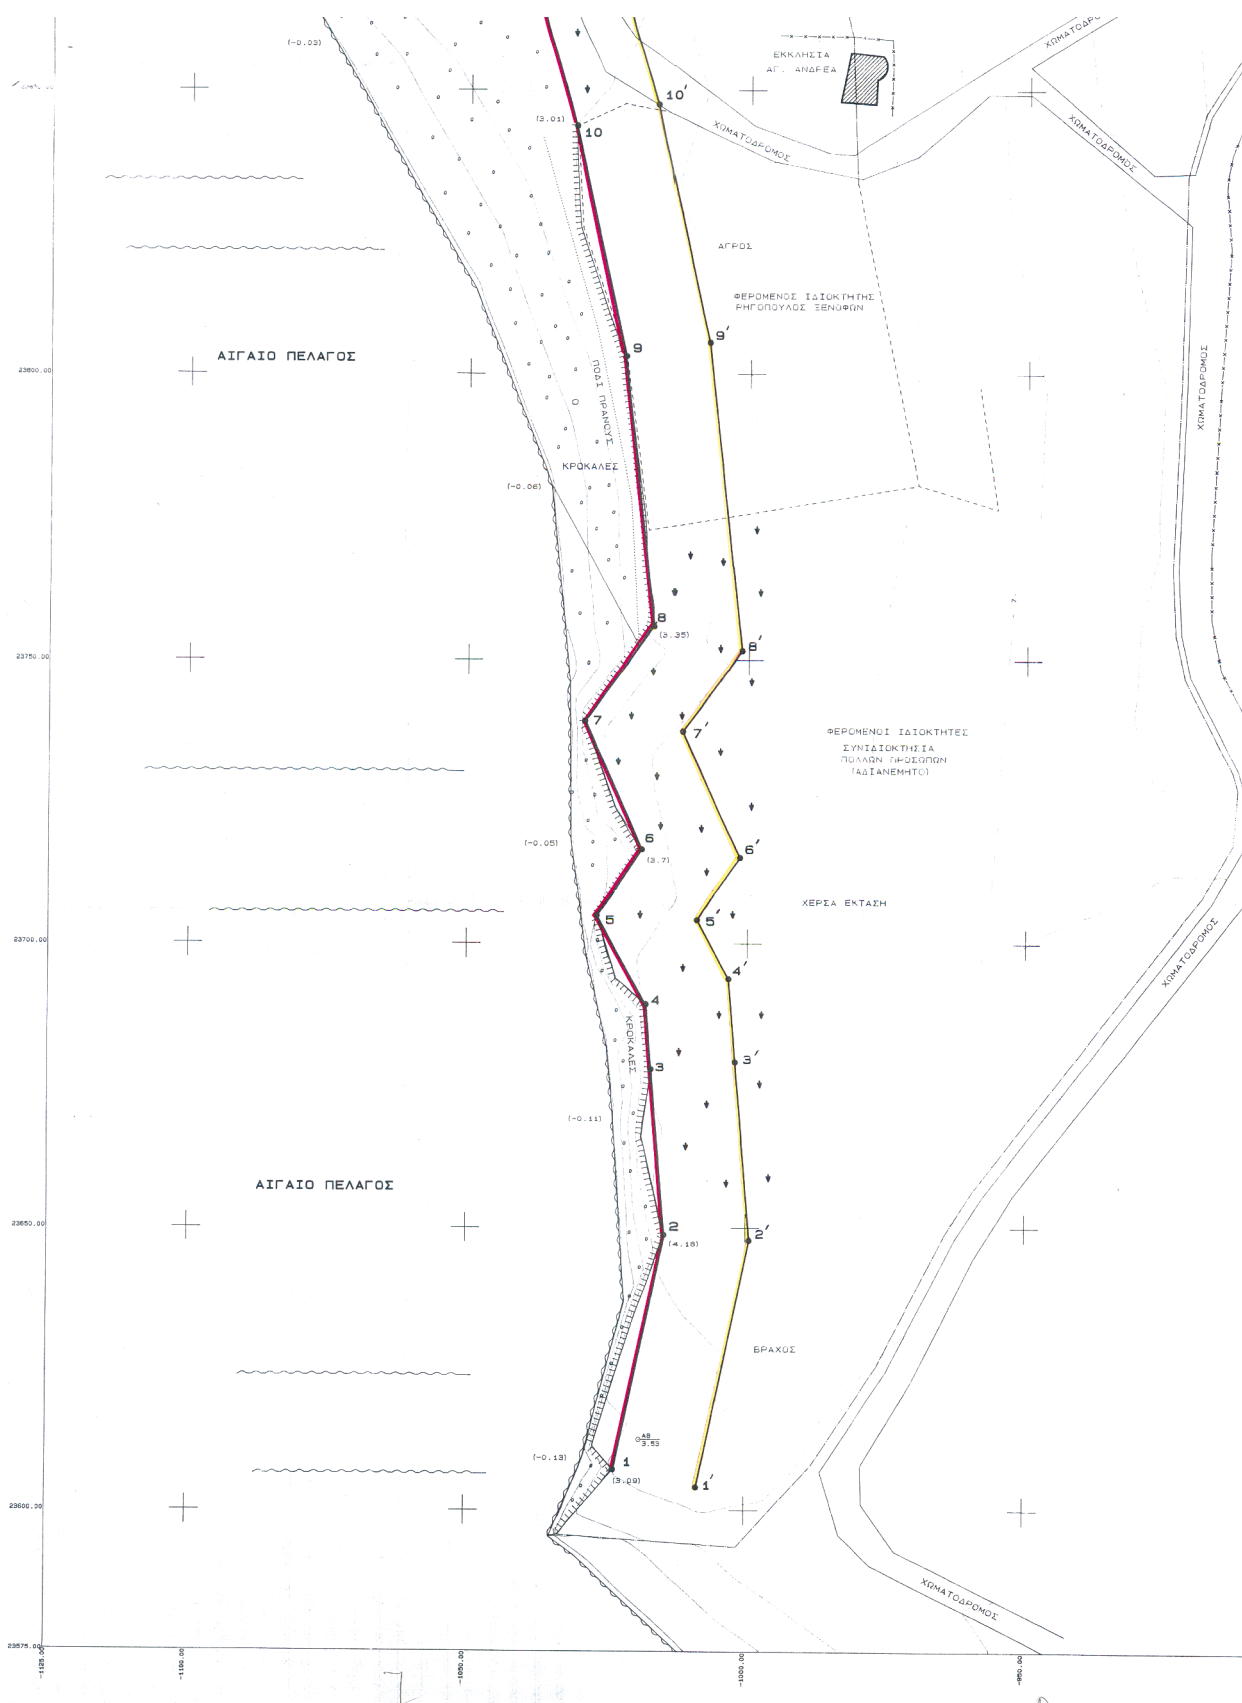 (-0.03)
ΧΩΜΑΤΟΔΡ
ΕΚΚΛΗΣΙΑ
ΑΓ. ΑΝΔΡΕΑ
10'
(3.01)
10
ΧΩΜΑΤΟΔΡΟΜΟΣ
ΧΩΜΑΤΟΔΡΟΜΟΣ
ΑΓΡΟΣ
ΦΕΡΟΜΕΝΟΣ ΙΔΙΟΚΤΗΤΗΣ
ΡΗΓΟΠΟΥΛΟΣ ΞΕΝΟΦΩΝ
9'
9
ΑΙΓΑΙΟ ΠΕΛΑΓΟΣ
23800.00
ΠΟΔΙ ΠΡΑΝΟΥΣ
ΧΩΜΑΤΟΔΡΟΜΟΣ
ΚΡΟΚΑΛΕΣ
(-0.06)
8
(3.35)
8'
23750.00
7
7'
ΦΕΡΟΜΕΝΟΙ ΙΔΙΟΚΤΗΤΕΣ
ΣΥΝΙΔΙΟΚΤΗΣΙΑ
ΠΟΛΛΩΝ ΠΡΟΣΩΠΩΝ
(ΑΔΙΑΝΕΜΗΤΟ)
(-0.05)
6
(3.7)
6'
ΧΕΡΣΑ ΕΚΤΑΣΗ
5
5'
23700.00
ΧΩΜΑΤΟΔΡΟΜΟΣ
4'
4
ΚΡΟΚΑΛΕΣ
3
3'
(-0.11)
ΑΙΓΑΙΟ ΠΕΛΑΓΟΣ
23650.00
2
(4.18)
2'
ΒΡΑΧΟΣ
Α8
3.53
(-0.13)
1
(3.09)
1'
23600.00
ΧΩΜΑΤΟΔΡΟΜΟΣ
23575.00
-1125.00
-1100.00
-1050.00
-1000.00
-950.00